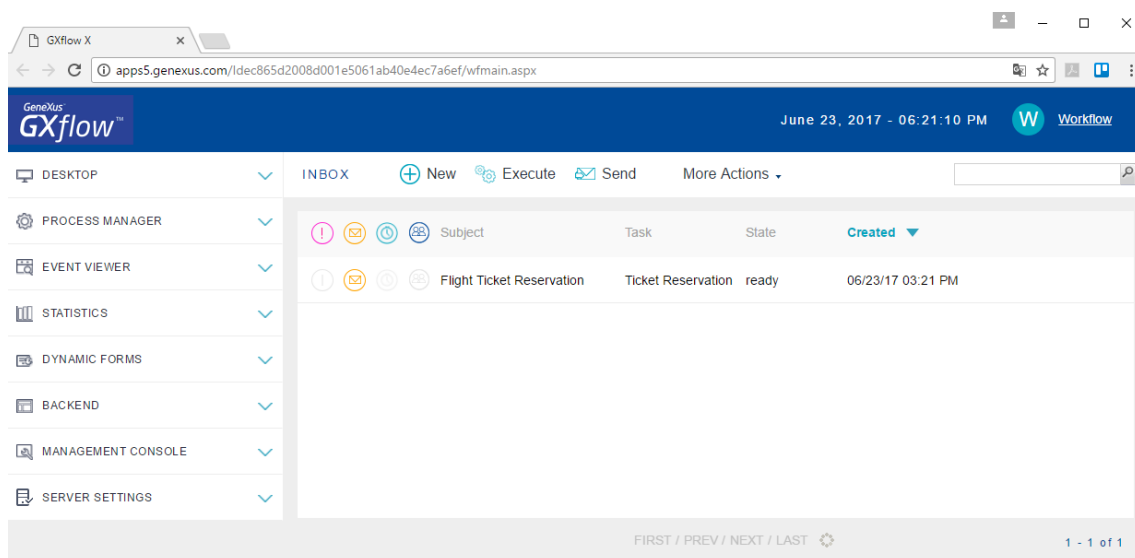 GXflow X
apps5.genexus.com/Idec865d2008d001e5061ab40e4ec7a6ef/wfmain.aspx
GeneXus™
GXflow™
June 23, 2017 - 06:21:10 PM
W
Workflow
DESKTOP
PROCESS MANAGER
EVENT VIEWER
STATISTICS
DYNAMIC FORMS
BACKEND
MANAGEMENT CONSOLE
SERVER SETTINGS
INBOX New Execute Send More Actions
Subject Task State Created
Flight Ticket Reservation Ticket Reservation ready 06/23/17 03:21 PM
FIRST / PREV / NEXT / LAST
1 - 1 of 1